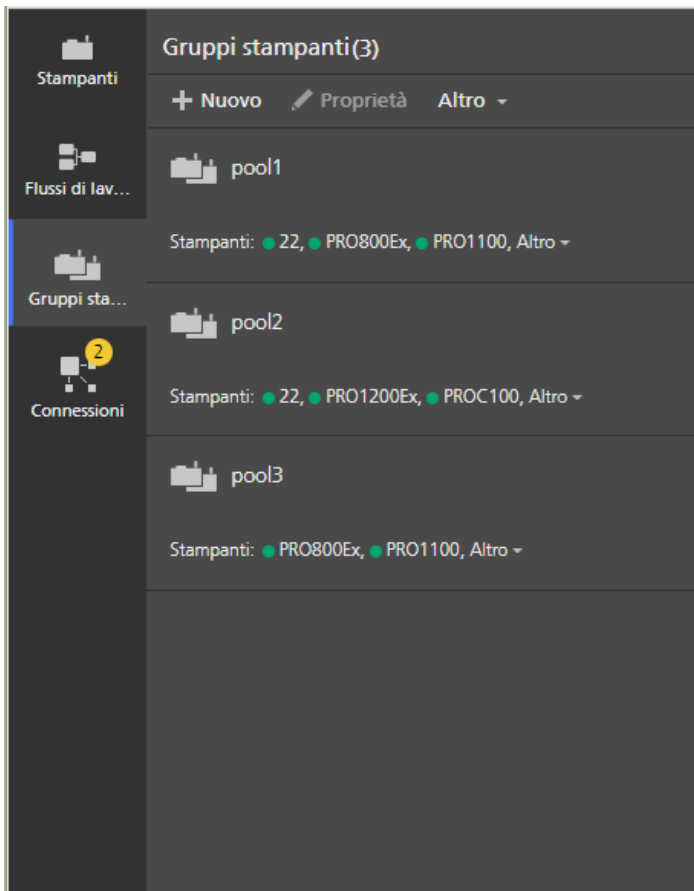 Stampanti
Flussi di lav...
Gruppi sta...
2
Connessioni
Gruppi stampanti(3)
Nuovo Proprietà Altro
pool1
Stampanti: 22, PRO800Ex, PRO1100, Altro
pool2
Stampanti: 22, PRO1200Ex, PROC100, Altro
pool3
Stampanti: PRO800Ex, PRO1100, Altro